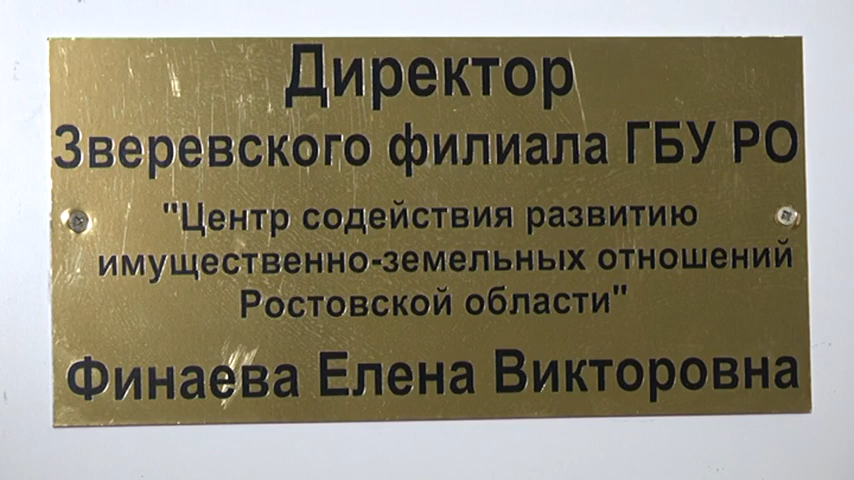 Директор
Зверевского филиала ГБУ РО
"Центр содействия развитию
имущественно-земельных отношений
Ростовской области"
Финаева Елена Викторовна